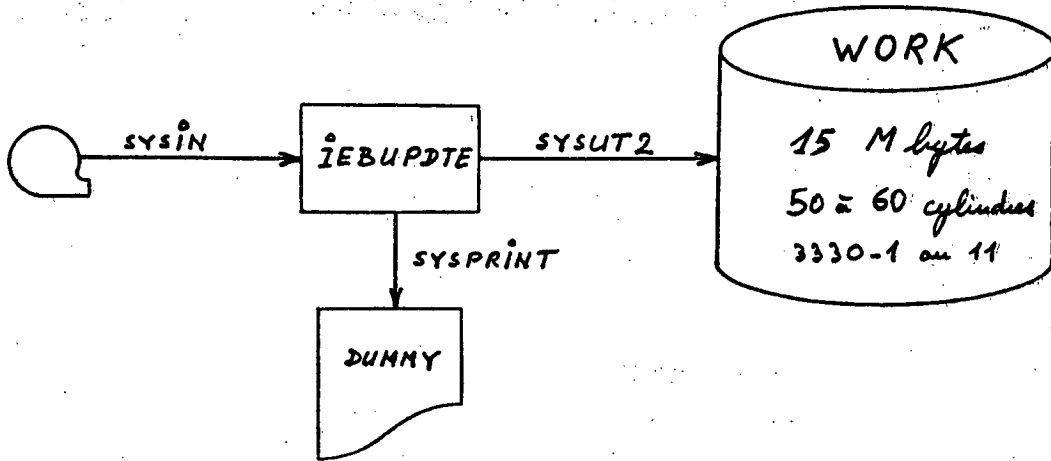 WORK
SYSIN
IEBUPDTE
SYSUT2
15 M bytes
50 à 60 cylindres
3330-1 ou 11
SYSPRINT
DUMMY